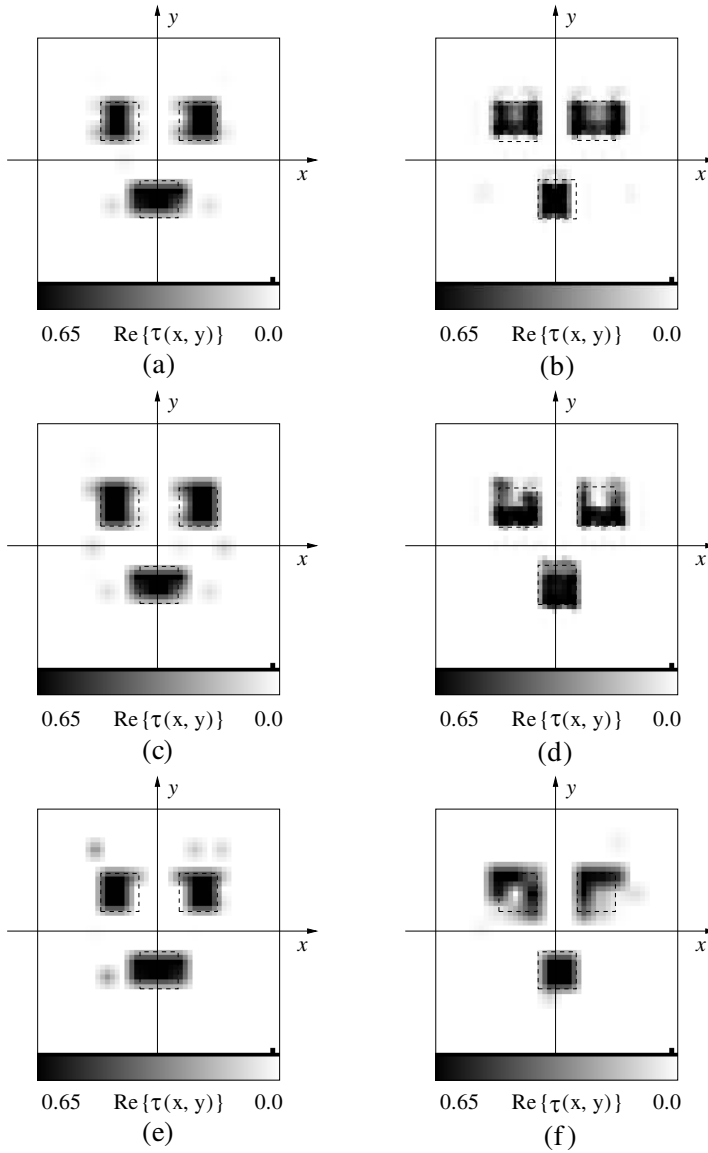 y y
x x
0.65 Re{τ(x, y)} 0.0 0.65 Re{τ(x, y)} 0.0
(a) (b)
y y
x x
0.65 Re{τ(x, y)} 0.0 0.65 Re{τ(x, y)} 0.0
(c) (d)
y y
x x
0.65 Re{τ(x, y)} 0.0 0.65 Re{τ(x, y)} 0.0
(e) (f)